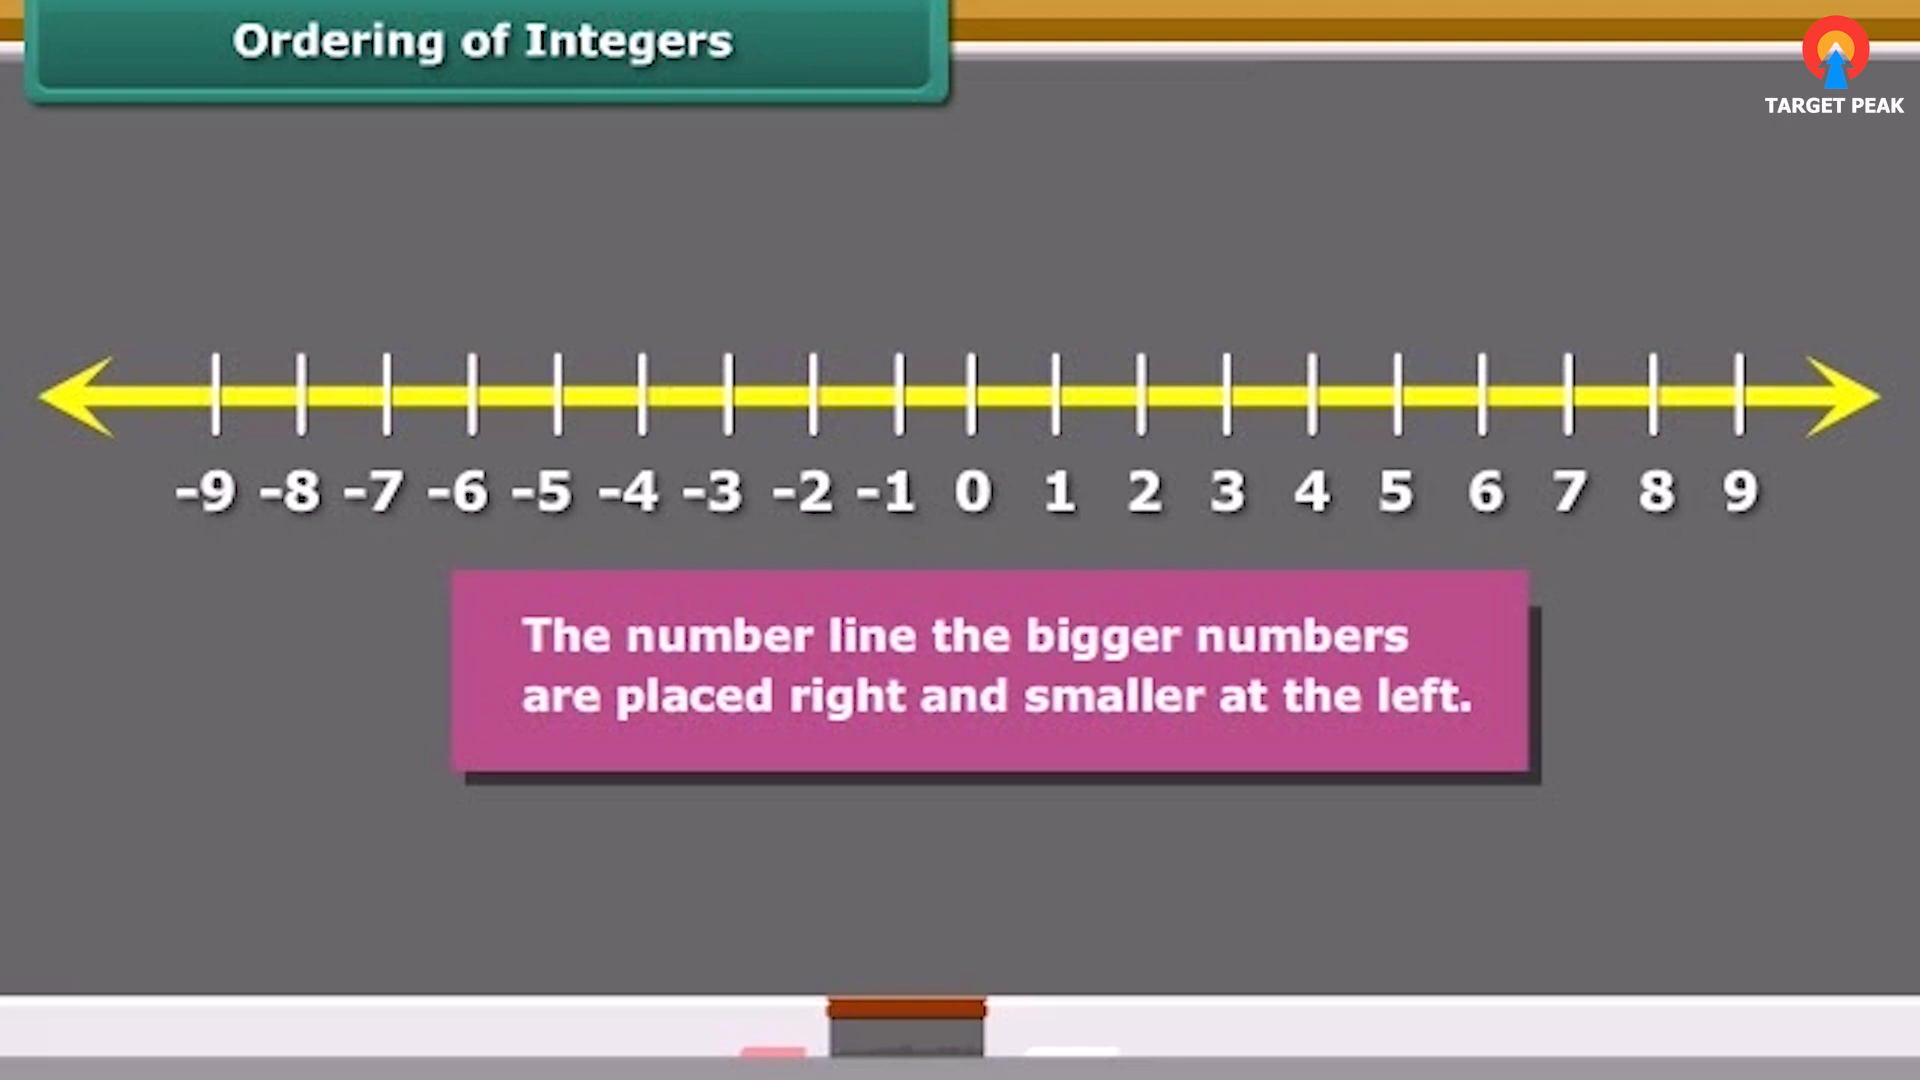 Ordering of Integers
TARGET PEAK
-9 -8 -7 -6 -5 -4 -3 -2 -1 0 1 2 3 4 5 6 7 8 9
The number line the bigger numbers
are placed right and smaller at the left.